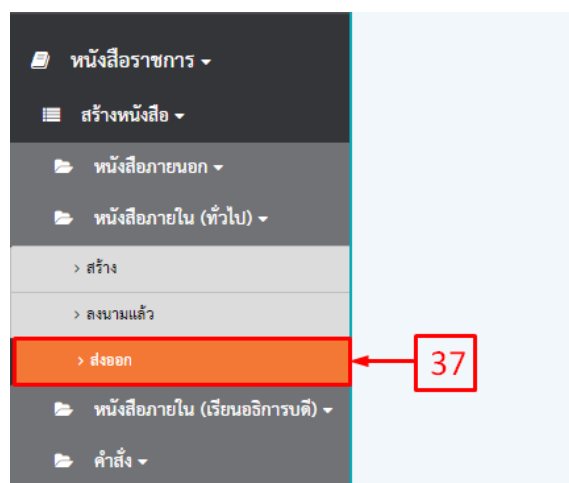 หนังสือราชการ
สร้างหนังสือ
หนังสือภายนอก
หนังสือภายใน (ทั่วไป)
> สร้าง
> ลงนามแล้ว
> ส่งออก
37
หนังสือภายใน (เรียนอธิการบดี)
คำสั่ง